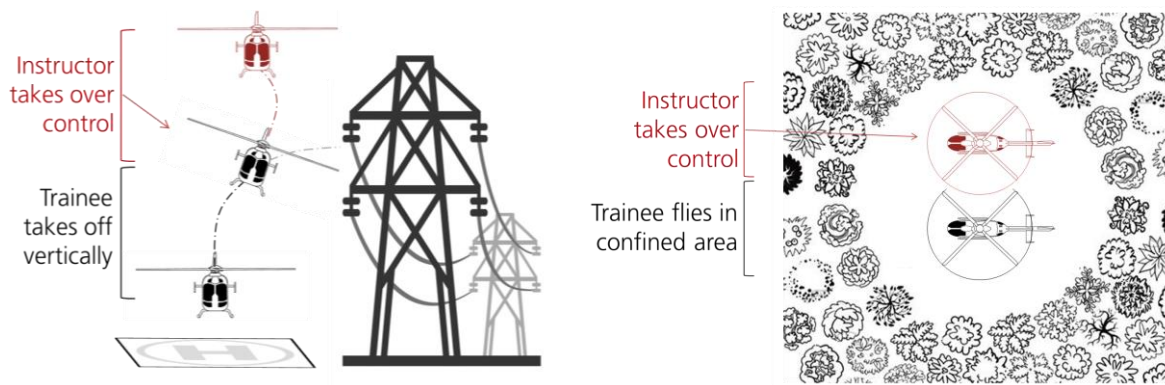 Instructor
takes over
control
Trainee
takes off
vertically
H
Instructor
takes over
control
Trainee flies in
confined area